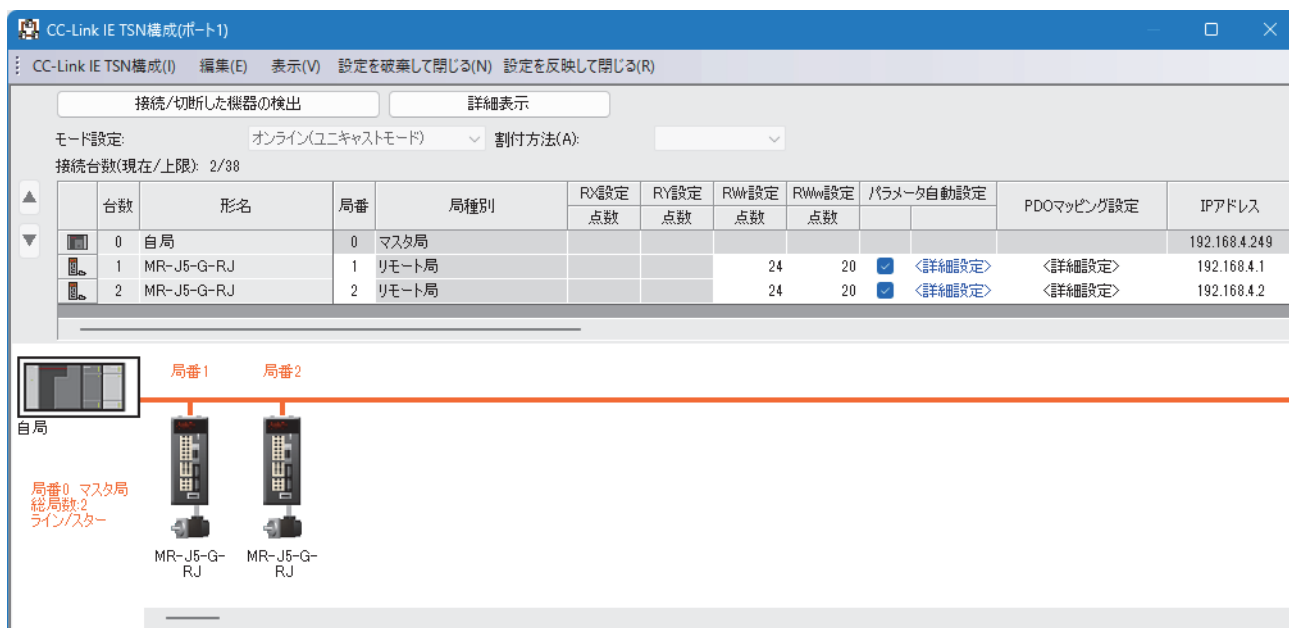 CC-Link IE TSN構成(ポート1)
CC-Link IE TSN構成(I) 編集(E) 表示(V) 設定を破棄して閉じる(N) 設定を反映して閉じる(R)
接続/切断した機器の検出 詳細表示
モード設定: オンライン(ユニキャストモード) 割付方法(A):
接続台数(現在/上限): 2/38
台数 形名 局番 局種別 RX設定 RY設定 RWr設定 RWw設定 パラメータ自動設定 PDOマッピング設定 IPアドレス
点数 点数 点数 点数
0 自局 0 マスタ局 192.168.4.249
1 MR-J5-G-RJ 1 リモート局 24 20 <詳細設定> <詳細設定> 192.168.4.1
2 MR-J5-G-RJ 2 リモート局 24 20 <詳細設定> <詳細設定> 192.168.4.2
局番1 局番2
自局
局番0 マスタ局
総局数:2
ライン/スター
MR-J5-G-
RJ
MR-J5-G-
RJ